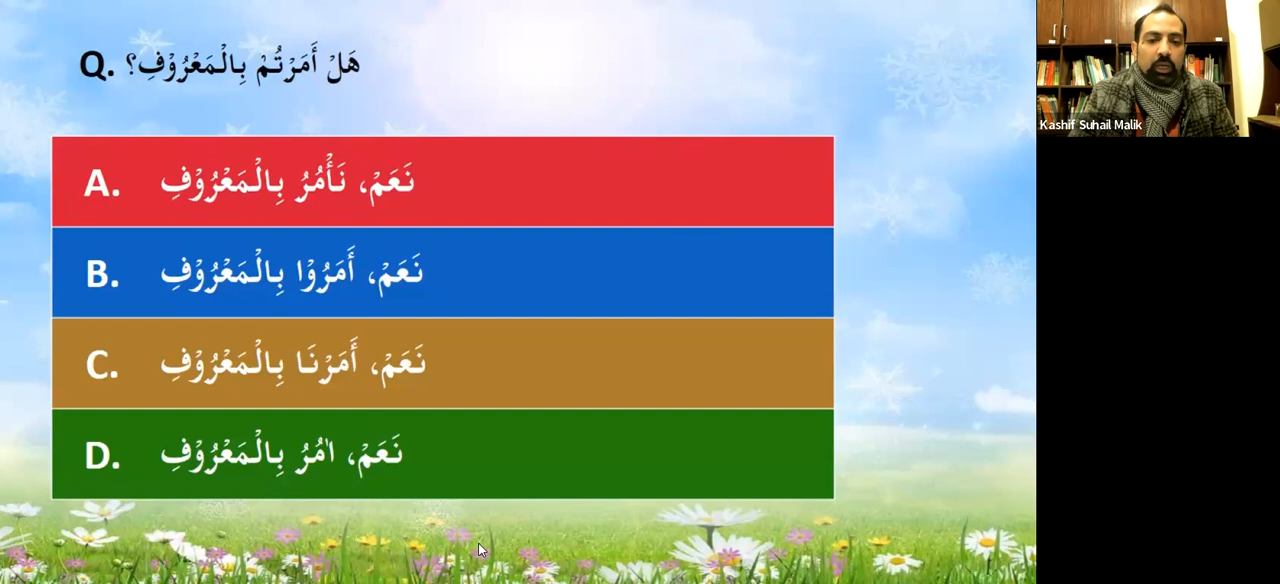 Q. هَلْ أَمَرْتُمْ بِالْمَعْرُوْفِ؟
A. نَعَمْ، نَأْمُرُ بِالْمَعْرُوْفِ
B. نَعَمْ، أَمَرُوْا بِالْمَعْرُوْفِ
C. نَعَمْ، أَمَرْنَا بِالْمَعْرُوْفِ
D. نَعَمْ، اٰمُرُ بِالْمَعْرُوْفِ
Kashif Suhail Malik